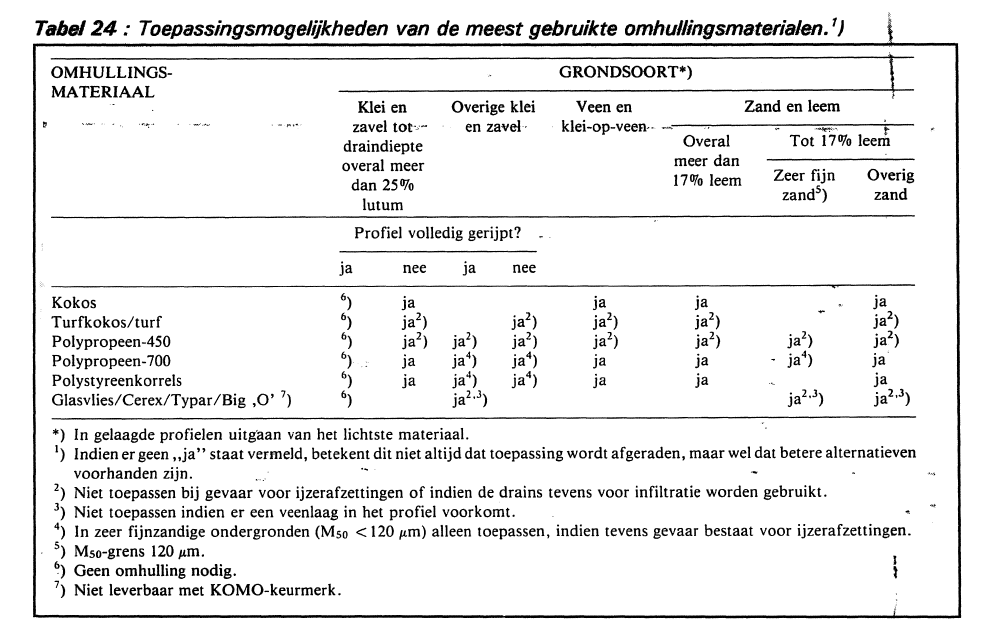 Tabel 24 : Toepassingsmogelijkheden van de meest gebruikte omhullingsmaterialen.¹)
OMHULLINGS- GRONDSOORT*)
MATERIAAL
Klei en Overige klei Veen en Zand en leem
zavel tot en zavel klei-op-veen
draindiepte Overal Tot 17% leem
overal meer meer dan
dan 25% 17% leem Zeer fijn Overig
lutum zand⁵) zand
Profiel volledig gerijpt?
ja nee ja nee
Kokos ⁶) ja ja ja ja
Turfkokos/turf ⁶) ja²) ja²) ja²) ja²) ja²)
Polypropeen-450 ⁶) ja²) ja²) ja²) ja²) ja²) ja²) ja²)
Polypropeen-700 ⁶) ja ja⁴) ja⁴) ja ja ja⁴) ja
Polystyreenkorrels ⁶) ja ja⁴) ja⁴) ja ja ja
Glasvlies/Cerex/Typar/Big ,O’ ⁷) ⁶) ja²,³) ja²,³) ja²,³)
*) In gelaagde profielen uitgaan van het lichtste materiaal.
¹) Indien er geen ,,ja’’ staat vermeld, betekent dit niet altijd dat toepassing wordt afgeraden, maar wel dat betere alternatieven
voorhanden zijn.
²) Niet toepassen bij gevaar voor ijzerafzettingen of indien de drains tevens voor infiltratie worden gebruikt.
³) Niet toepassen indien er een veenlaag in het profiel voorkomt.
⁴) In zeer fijnzandige ondergronden (M₅₀ <120 μm) alleen toepassen, indien tevens gevaar bestaat voor ijzerafzettingen.
⁵) M₅₀-grens 120 μm.
⁶) Geen omhulling nodig.
⁷) Niet leverbaar met KOMO-keurmerk.